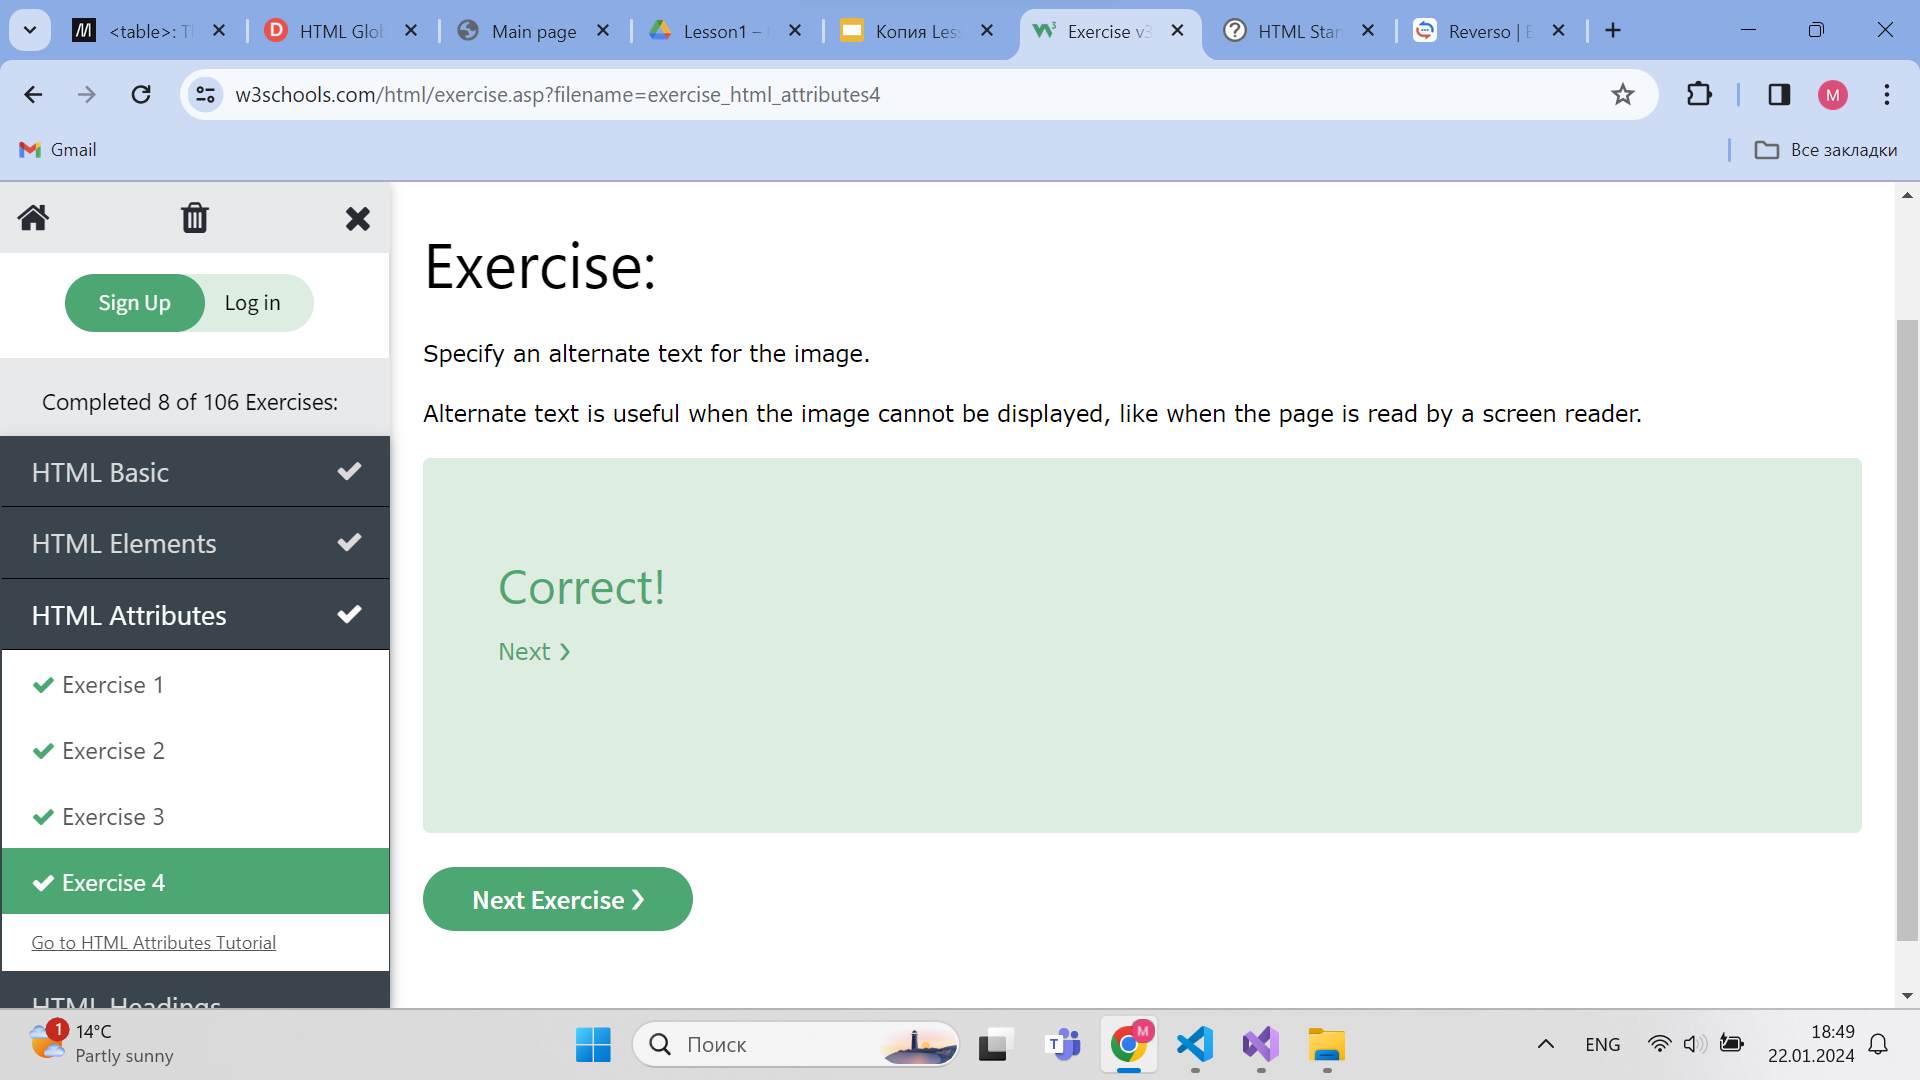 <table>: T
HTML Glo
Main page
Lesson1 –
Копия Les
Exercise v3
HTML Star
Reverso | E
w3schools.com/html/exercise.asp?filename=exercise_html_attributes4
M
Gmail
Все закладки
Sign Up
Log in
Completed 8 of 106 Exercises:
HTML Basic
HTML Elements
HTML Attributes
Exercise 1
Exercise 2
Exercise 3
Exercise 4
Go to HTML Attributes Tutorial
HTML Headings
Exercise:
Specify an alternate text for the image.
Alternate text is useful when the image cannot be displayed, like when the page is read by a screen reader.
Correct!
Next ❯
Next Exercise ❯
1
14°C
Partly sunny
Поиск
M
ENG
18:49
22.01.2024